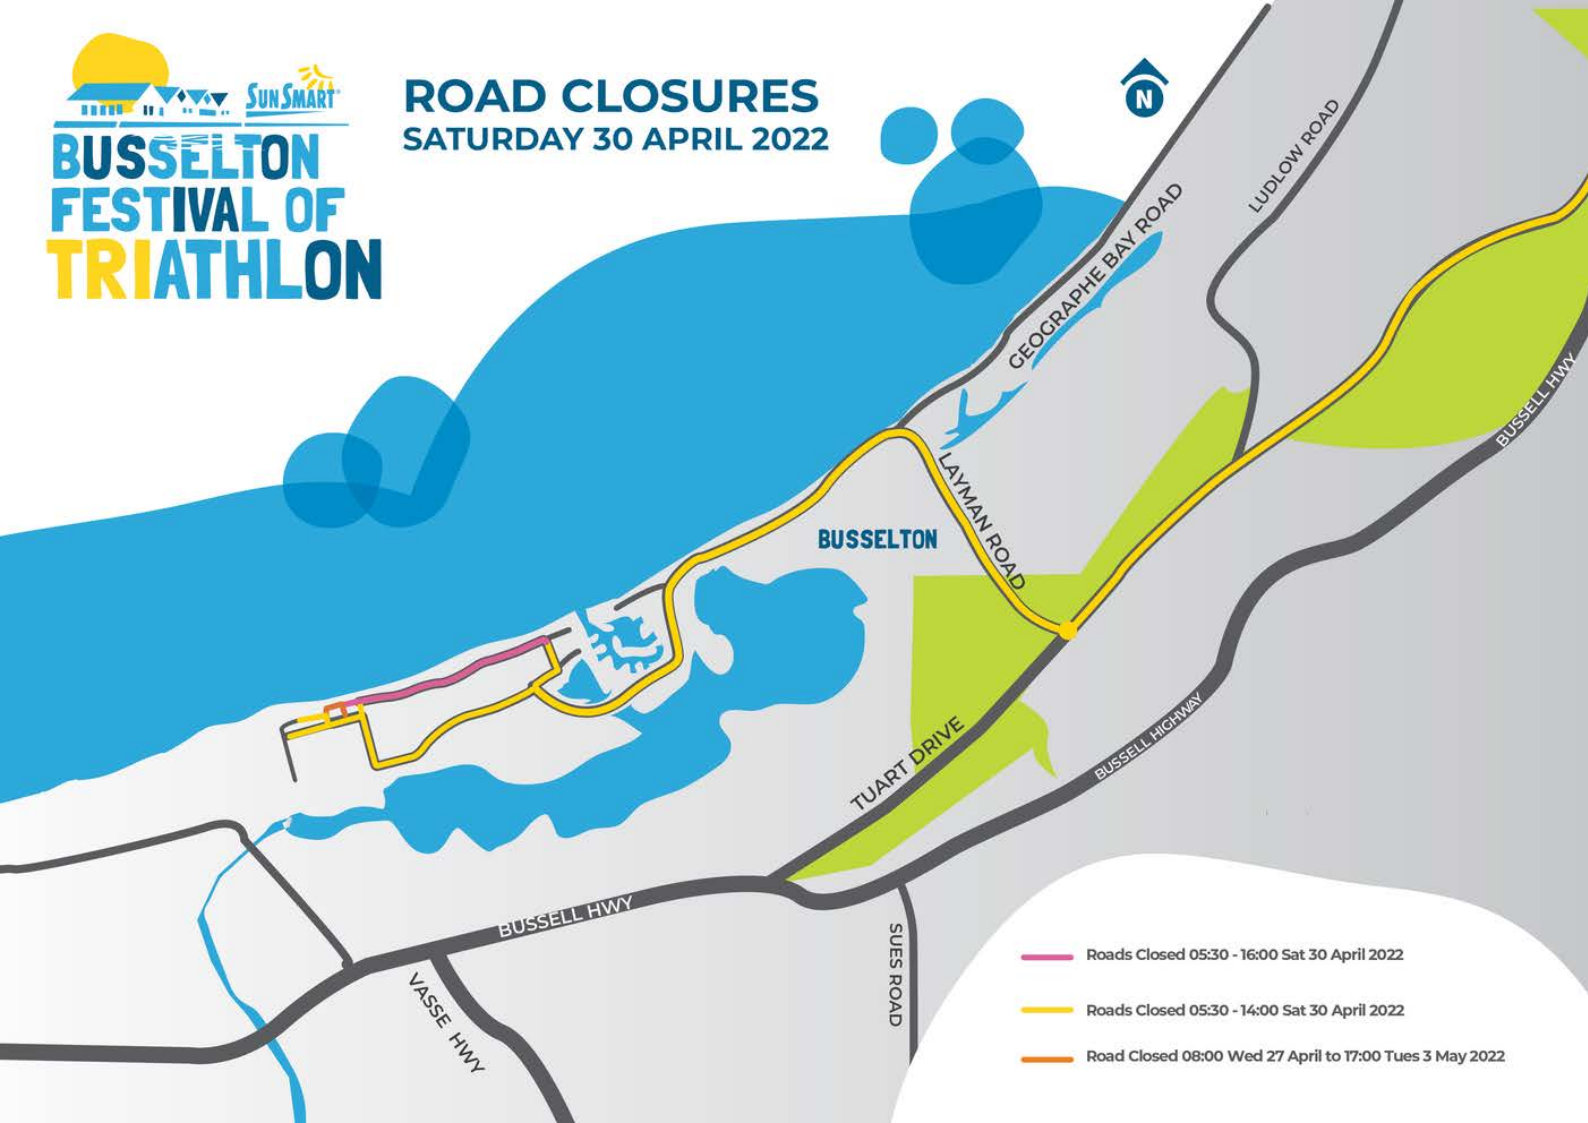 SUNSMART
BUSSELTON
FESTIVAL OF
TRIATHLON
ROAD CLOSURES
SATURDAY 30 APRIL 2022
N
LUDLOW ROAD
GEOGRAPHE BAY ROAD
BUSSELL HWY
LAYMAN ROAD
BUSSELTON
BUSSELL HIGHWAY
TUART DRIVE
BUSSELL HWY
SUES ROAD
VASSE HWY
Roads Closed 05:30 - 16:00 Sat 30 April 2022
Roads Closed 05:30 - 14:00 Sat 30 April 2022
Road Closed 08:00 Wed 27 April to 17:00 Tues 3 May 2022